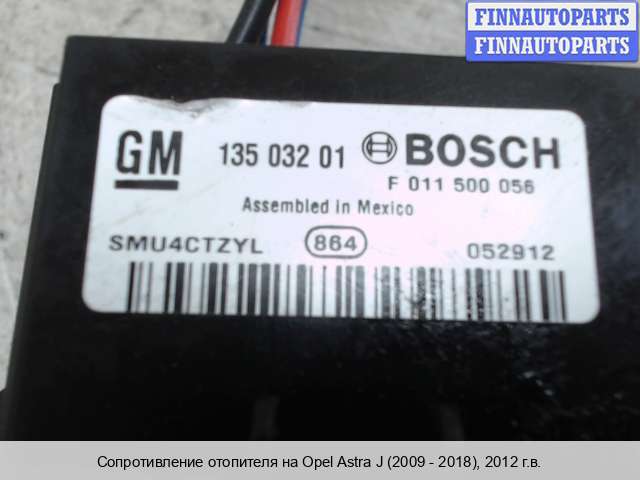 FINNAUTOPARTS
FINNAUTOPARTS
GM 135 032 01 BOSCH
F 011 500 056
Assembled in Mexico
SMU4CTZYL 864 052912
Сопротивление отопителя на Opel Astra J (2009 - 2018), 2012 г.в.